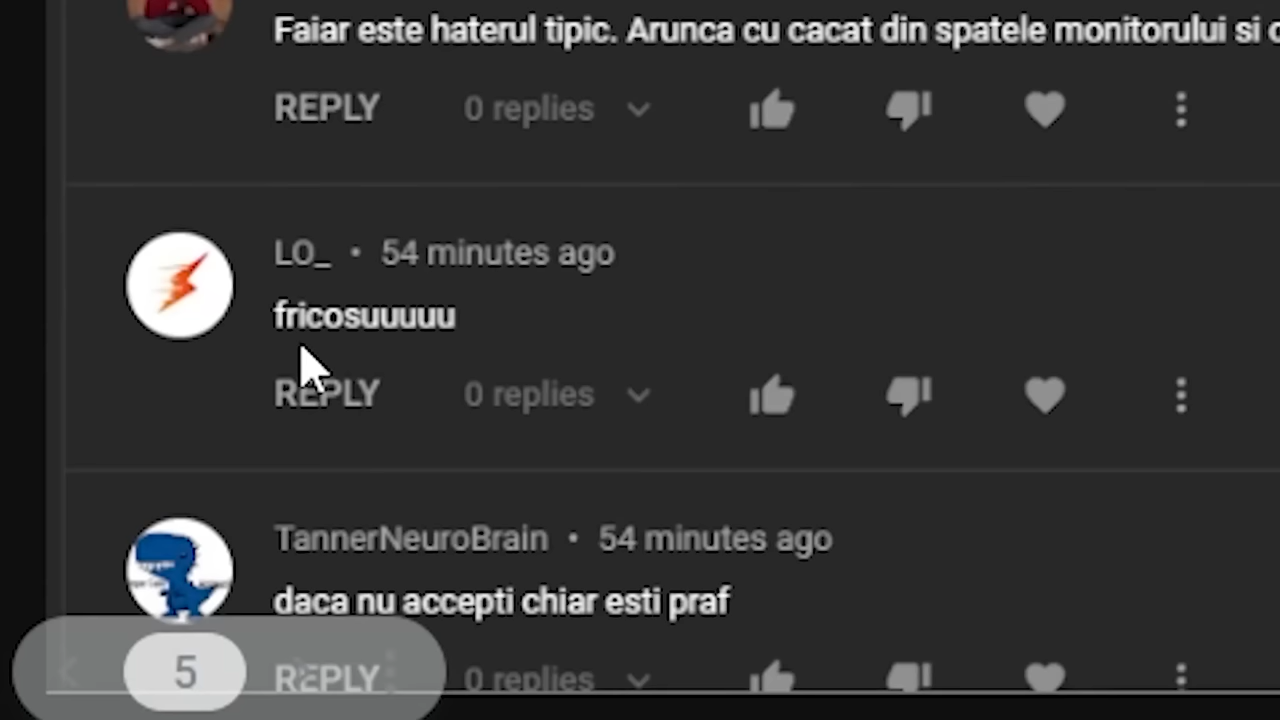 Faiar este haterul tipic. Arunca cu cacat din spatele monitorului si
REPLY 0 replies
LO_ • 54 minutes ago
fricosuuuuu
REPLY 0 replies
TannerNeuroBrain • 54 minutes ago
daca nu accepti chiar esti praf
5 REPLY 0 replies